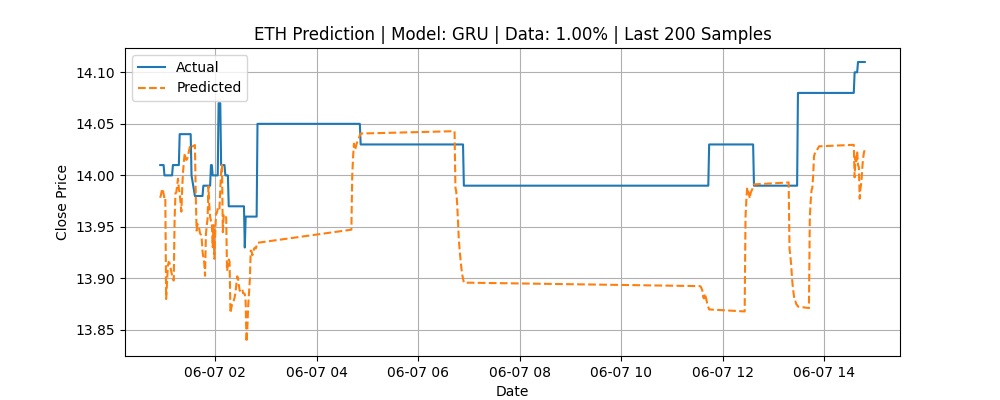 ETH Prediction | Model: GRU | Data: 1.00% | Last 200 Samples
Actual
Predicted
Close Price
14.10
14.05
14.00
13.95
13.90
13.85
06-07 02 06-07 04 06-07 06 06-07 08 06-07 10 06-07 12 06-07 14
Date